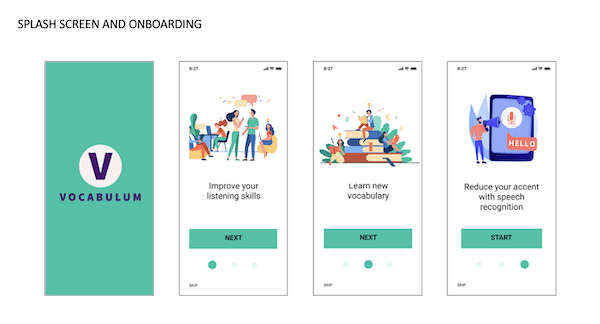 SPLASH SCREEN AND ONBOARDING
V
VOCABULUM
9:27
Improve your
listening skills
NEXT
SKIP
9:27
B
C
Learn new
vocabulary
NEXT
SKIP
9:27
HELLO
Reduce your accent
with speech
recognition
START
SKIP